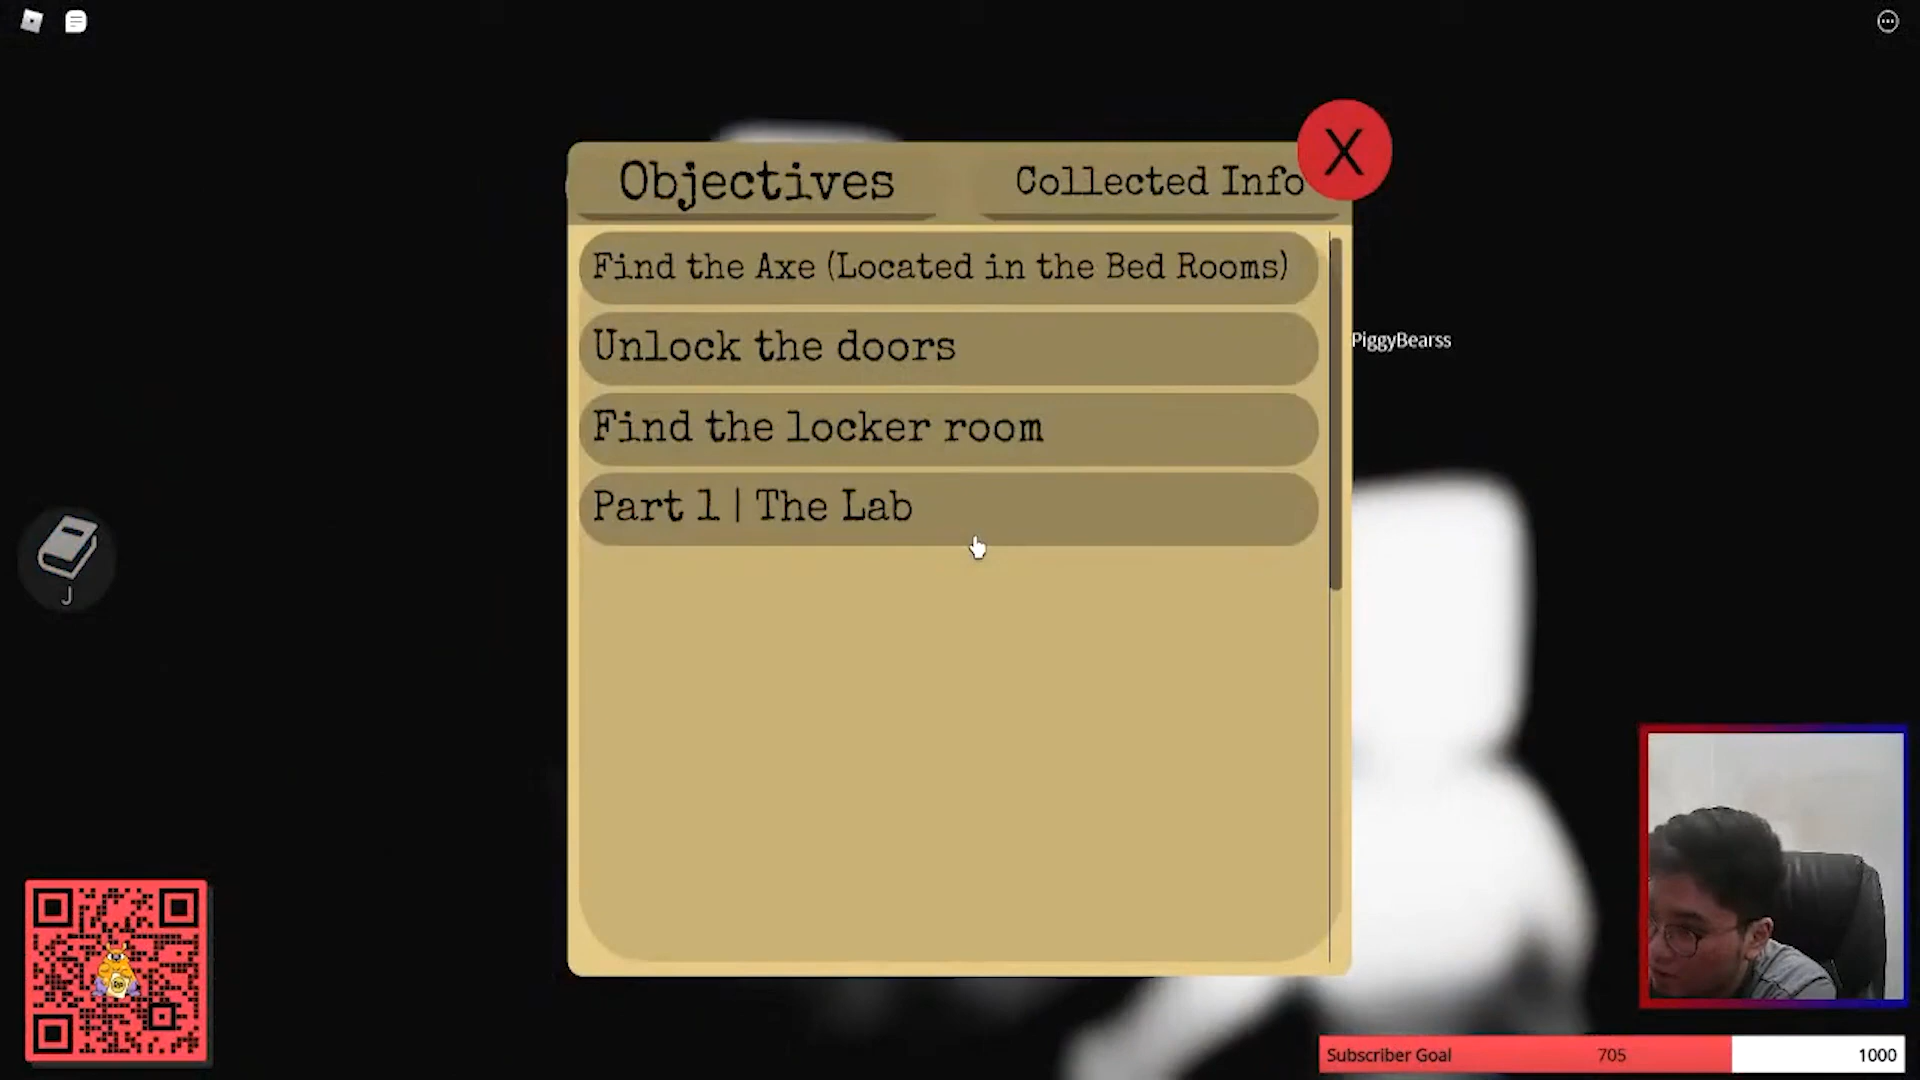 Objectives
Collected Info
X
Find the Axe (Located in the Bed Rooms)
Unlock the doors
Find the locker room
Part 1 | The Lab
PiggyBearss
J
Subscriber Goal 705 1000